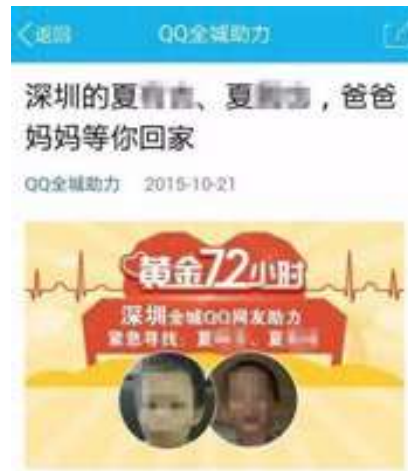 返回 QQ全城助力
深圳的夏、夏，爸爸
妈妈等你回家
QQ全城助力 2015-10-21
黄金72小时
深圳全城QQ网友助力
紧急寻找：夏、夏